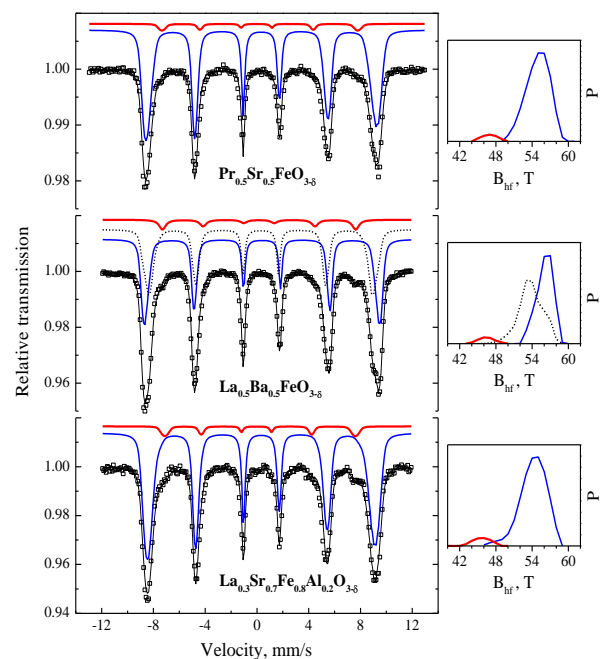 1.00
0.99
0.98
Pr0.5Sr0.5FeO3-δ
42 48 54 60
Bhf, T
P
Relative transmission
1.00
0.98
0.96
La0.5Ba0.5FeO3-δ
42 48 54 60
Bhf, T
P
1.00
0.98
0.96
0.94
La0.3Sr0.7Fe0.8Al0.2O3-δ
42 48 54 60
Bhf, T
P
-12 -8 -4 0 4 8 12
Velocity, mm/s